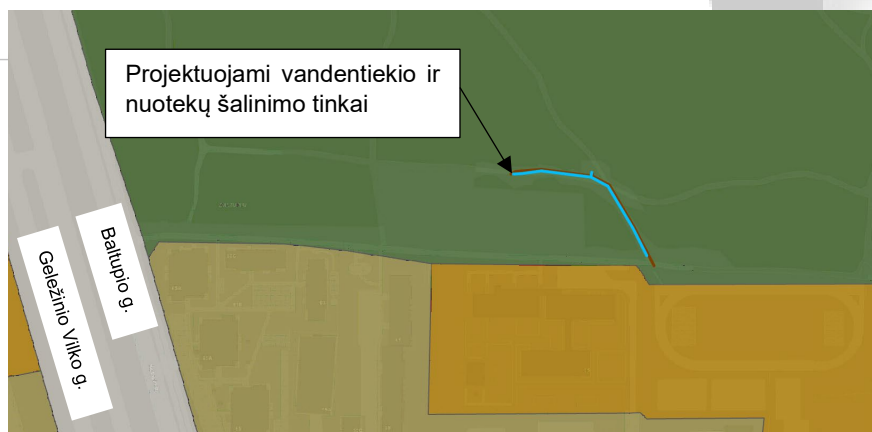 Projektuojami vandentiekio ir
nuotekų šalinimo tinkai
Baltupio g.
Geležinio Vilko g.